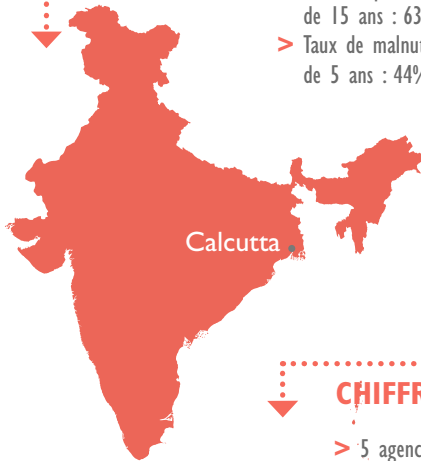 de 15 ans : 63
> Taux de malnut
de 5 ans : 44%
Calcutta
CHIFFR
> 5 agenc